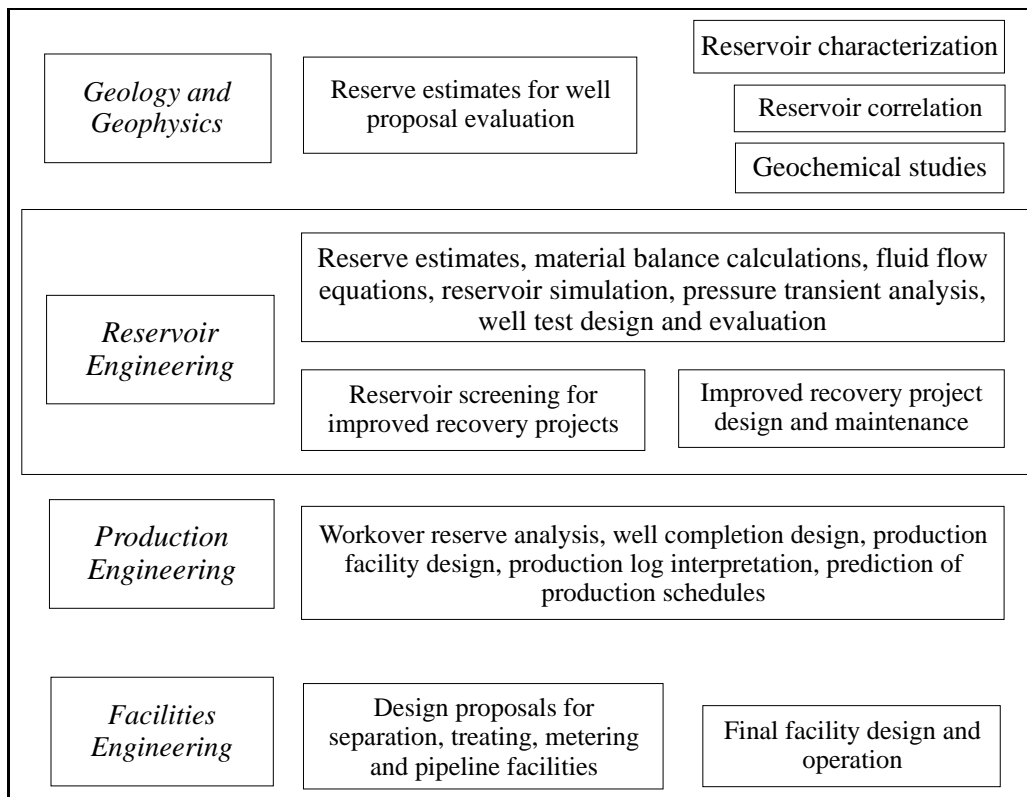 Geology and
Geophysics
Reserve estimates for well
proposal evaluation
Reservoir characterization
Reservoir correlation
Geochemical studies
Reservoir
Engineering
Reserve estimates, material balance calculations, fluid flow
equations, reservoir simulation, pressure transient analysis,
well test design and evaluation
Reservoir screening for
improved recovery projects
Improved recovery project
design and maintenance
Production
Engineering
Workover reserve analysis, well completion design, production
facility design, production log interpretation, prediction of
production schedules
Facilities
Engineering
Design proposals for
separation, treating, metering
and pipeline facilities
Final facility design and
operation